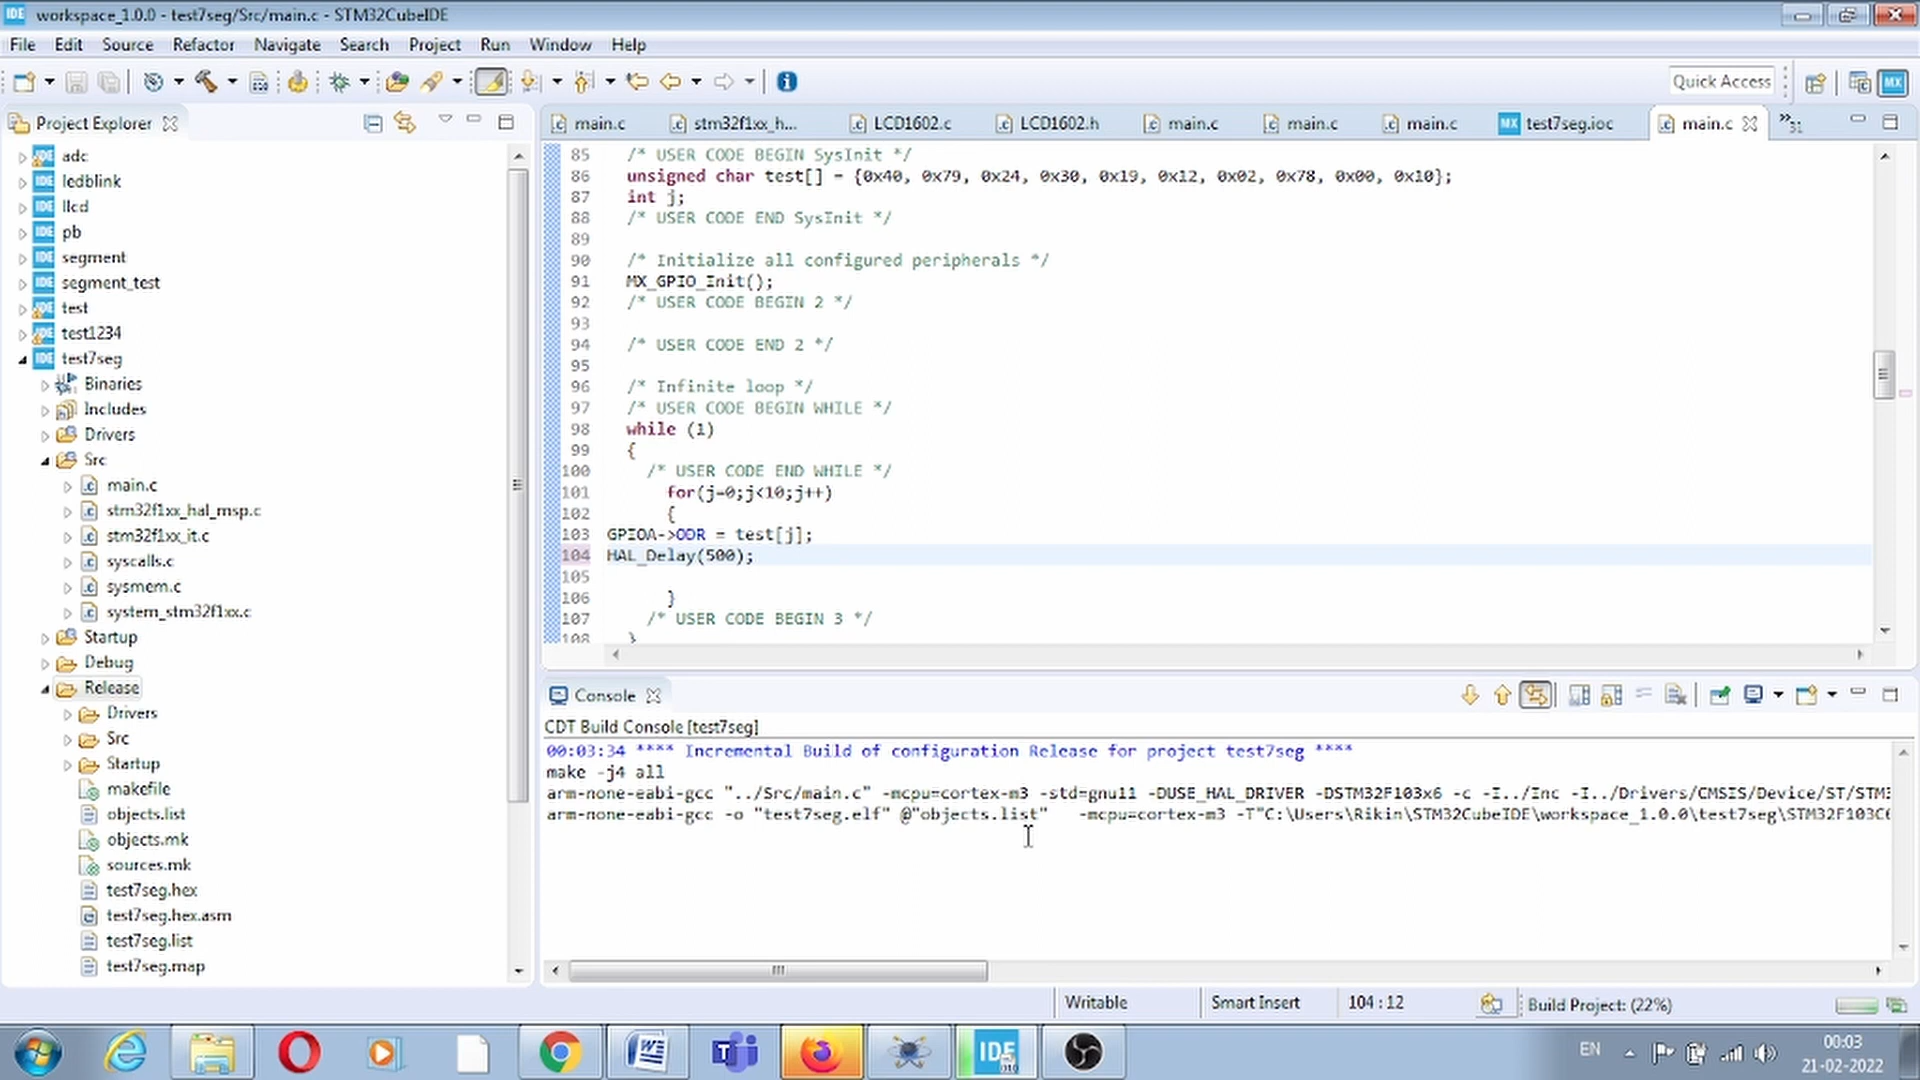 workspace_1.0.0 - test7seg/Src/main.c - STM32CubeIDE
File Edit Source Refactor Navigate Search Project Run Window Help
Quick Access
Project Explorer
main.c stm32f1xx_h... LCD1602.c LCD1602.h main.c main.c main.c test7seg.ioc main.c 31
adc
ledblink
llcd
pb
segment
segment_test
test
test1234
test7seg
Binaries
Includes
Drivers
Src
main.c
stm32f1xx_hal_msp.c
stm32f1xx_it.c
syscalls.c
sysmem.c
system_stm32f1xx.c
Startup
Debug
Release
Drivers
Src
Startup
makefile
objects.list
objects.mk
sources.mk
test7seg.hex
test7seg.hex.asm
test7seg.list
test7seg.map
85 /* USER CODE BEGIN SysInit */
86 unsigned char test[] = {0x40, 0x79, 0x24, 0x30, 0x19, 0x12, 0x02, 0x78, 0x00, 0x10};
87 int j;
88 /* USER CODE END SysInit */
89
90 /* Initialize all configured peripherals */
91 MX_GPIO_Init();
92 /* USER CODE BEGIN 2 */
93
94 /* USER CODE END 2 */
95
96 /* Infinite loop */
97 /* USER CODE BEGIN WHILE */
98 while (1)
99 {
100 /* USER CODE END WHILE */
101 for(j=0;j<10;j++)
102 {
103 GPIOA->ODR = test[j];
104 HAL_Delay(500);
105
106 }
107 /* USER CODE BEGIN 3 */
108 }
Console
CDT Build Console [test7seg]
00:03:34 **** Incremental Build of configuration Release for project test7seg ****
make -j4 all
arm-none-eabi-gcc "../Src/main.c" -mcpu=cortex-m3 -std=gnu11 -DUSE_HAL_DRIVER -DSTM32F103x6 -c -I../Inc -I../Drivers/CMSIS/Device/ST/STM3
arm-none-eabi-gcc -o "test7seg.elf" @"objects.list" -mcpu=cortex-m3 -T"C:\Users\Rikin\STM32CubeIDE\workspace_1.0.0\test7seg\STM32F103C6
Writable Smart Insert 104 : 12 Build Project: (22%)
EN
00:03
21-02-2022